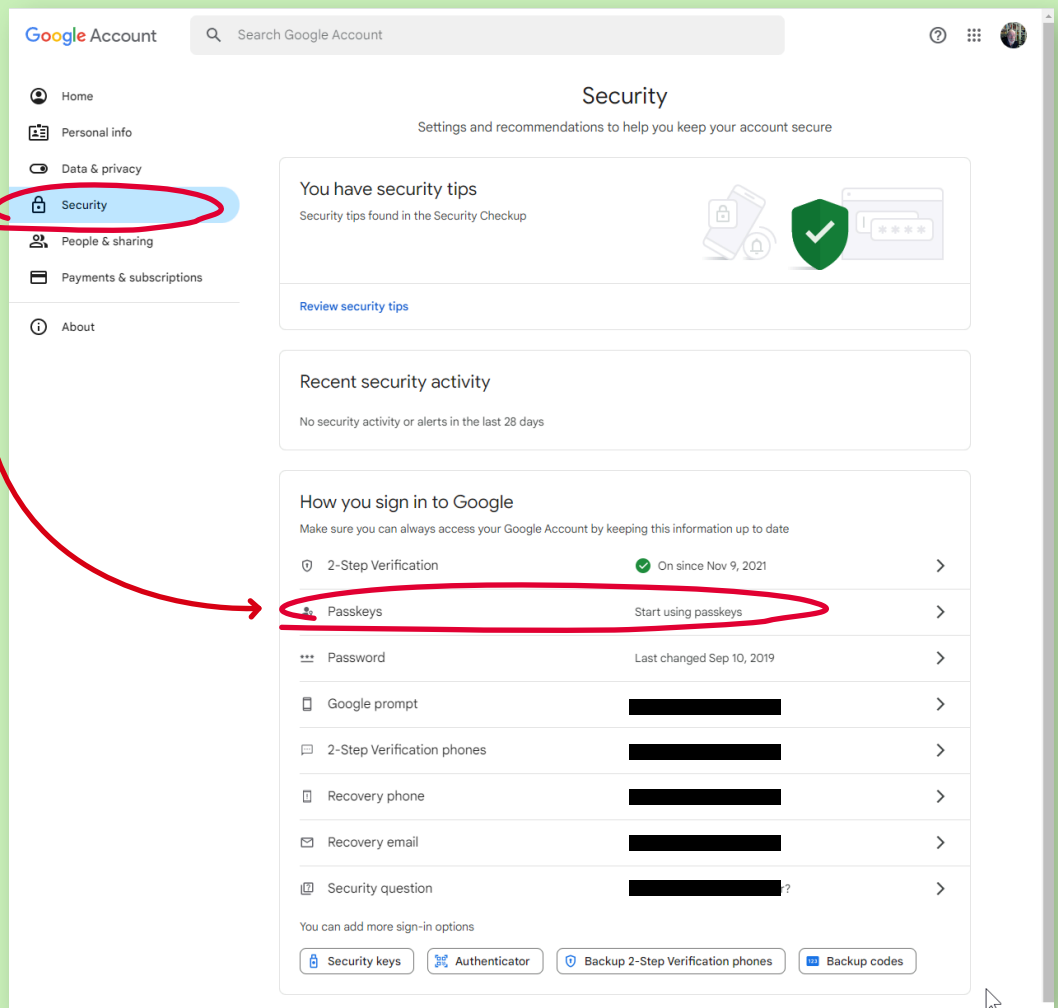 Google Account
Search Google Account
Home
Personal info
Data & privacy
Security
People & sharing
Payments & subscriptions
About
Security
Settings and recommendations to help you keep your account secure
You have security tips
Security tips found in the Security Checkup
****
Review security tips
Recent security activity
No security activity or alerts in the last 28 days
How you sign in to Google
Make sure you can always access your Google Account by keeping this information up to date
2-Step Verification On since Nov 9, 2021
Passkeys Start using passkeys
Password Last changed Sep 10, 2019
Google prompt
2-Step Verification phones
Recovery phone
Recovery email
Security question r?
You can add more sign-in options
Security keys Authenticator Backup 2-Step Verification phones 123 Backup codes